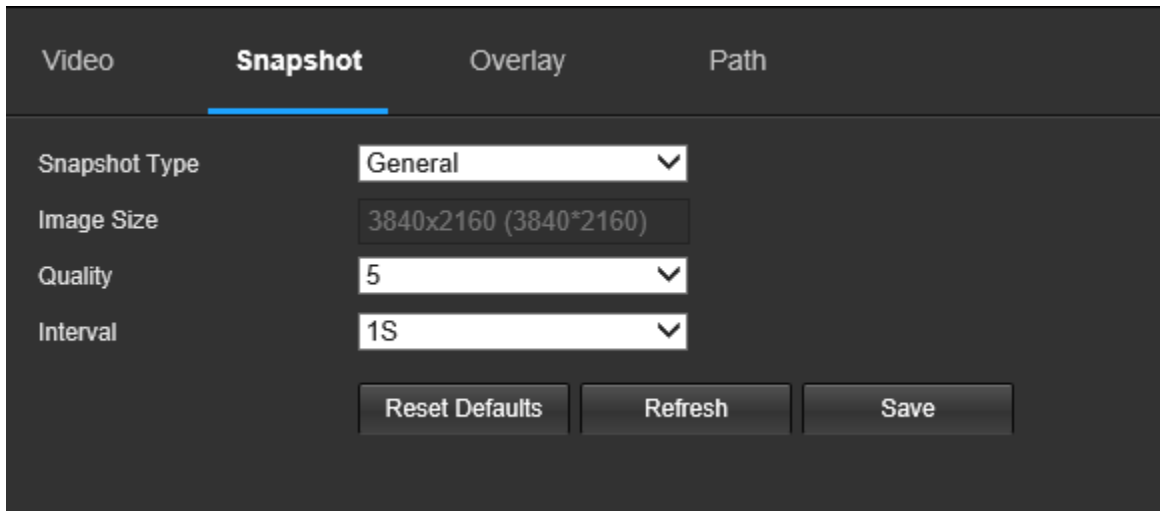 Video Snapshot Overlay Path
Snapshot Type General
Image Size 3840x2160 (3840*2160)
Quality 5
Interval 1S
Reset Defaults Refresh Save